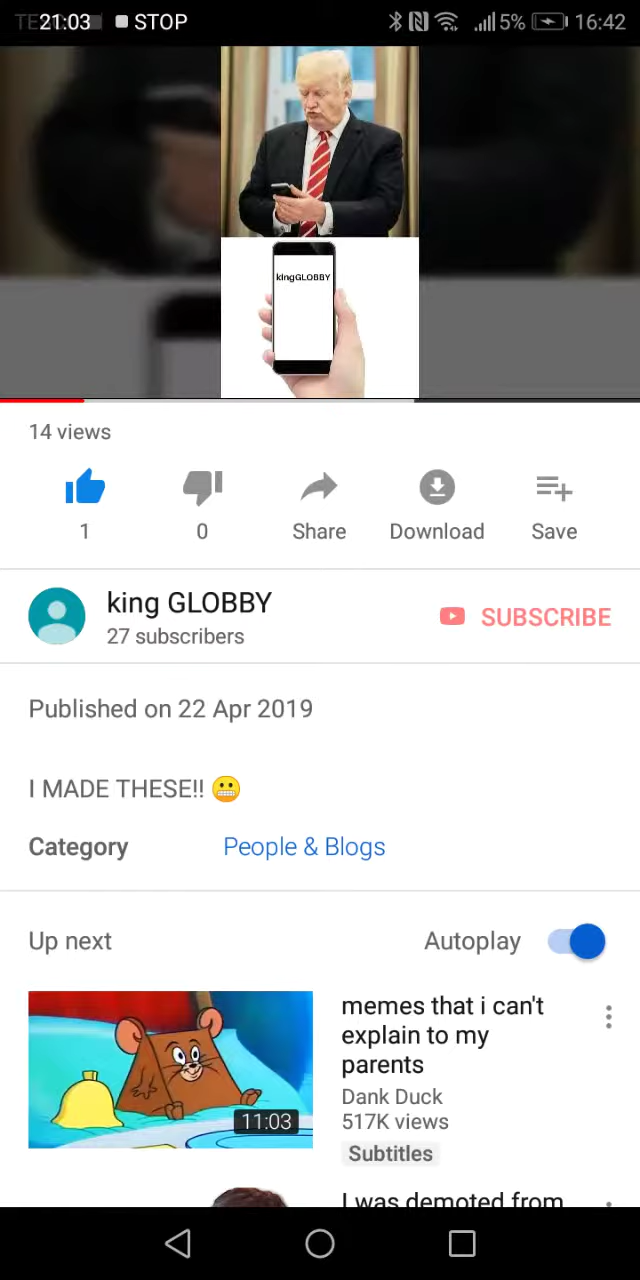 21:03 STOP 5% 16:42
kingGLOBBY
14 views
1 0 Share Download Save
king GLOBBY
27 subscribers
SUBSCRIBE
Published on 22 Apr 2019
I MADE THESE!! 😬
Category People & Blogs
Up next Autoplay
memes that i can't
explain to my
parents
Dank Duck
517K views
Subtitles
11:03
I was demoted from